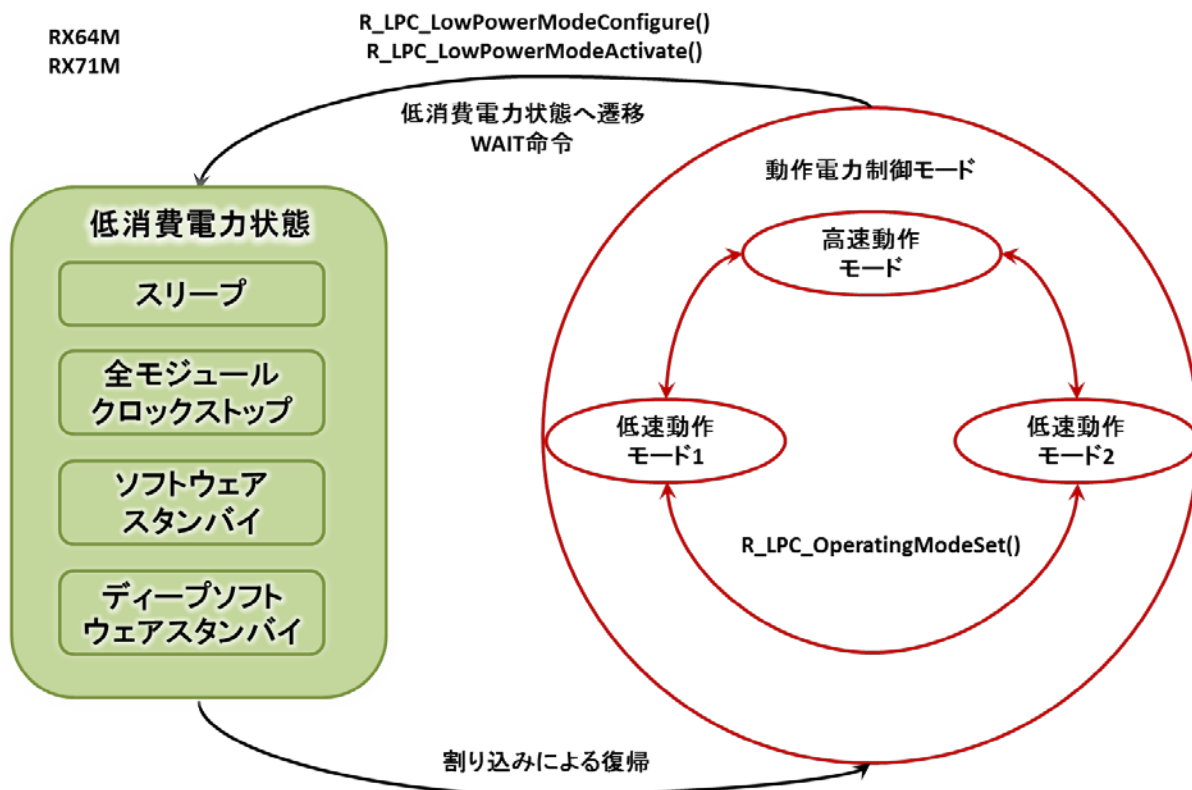 RX64M
RX71M
R_LPC_LowPowerModeConfigure()
R_LPC_LowPowerModeActivate()
低消費電力状態へ遷移
WAIT命令
低消費電力状態
スリープ
全モジュール
クロックストップ
ソフトウェア
スタンバイ
ディープソフト
ウェアスタンバイ
動作電力制御モード
高速動作
モード
低速動作
モード1
低速動作
モード2
R_LPC_OperatingModeSet()
割り込みによる復帰